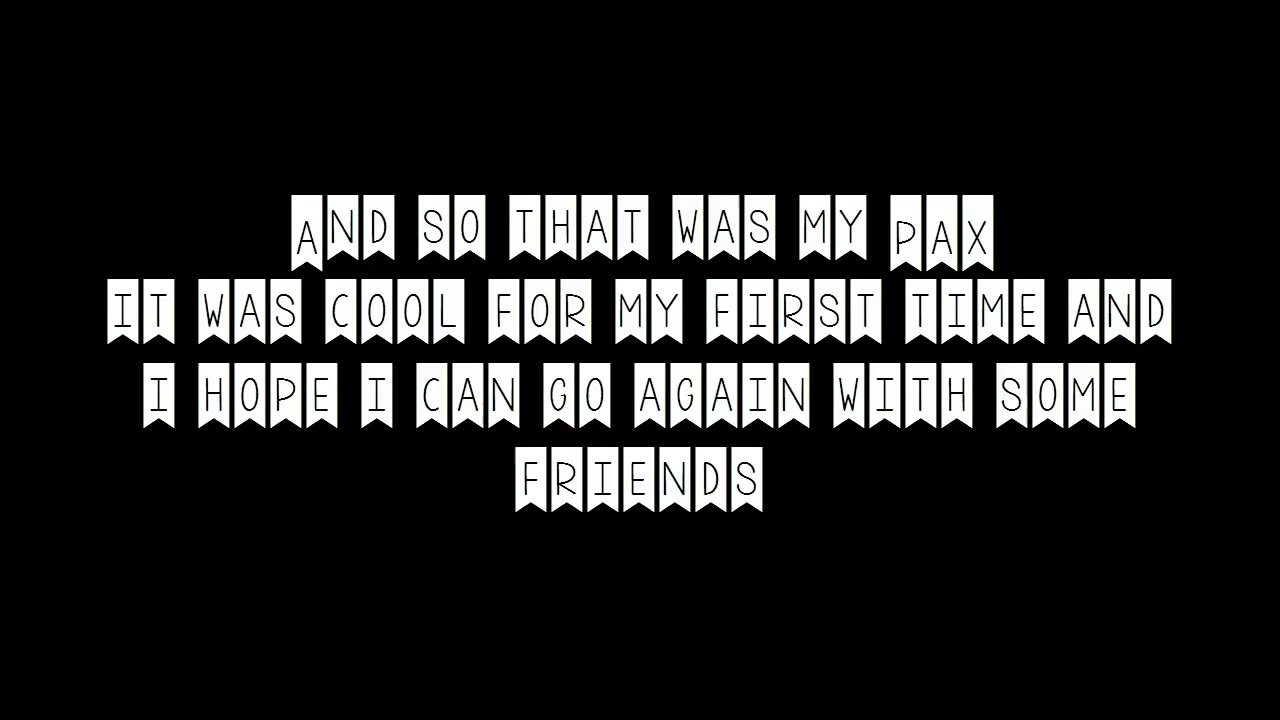 AND SO THAT WAS MY PAX
IT WAS COOL FOR MY FIRST TIME AND
I HOPE I CAN GO AGAIN WITH SOME
FRIENDS